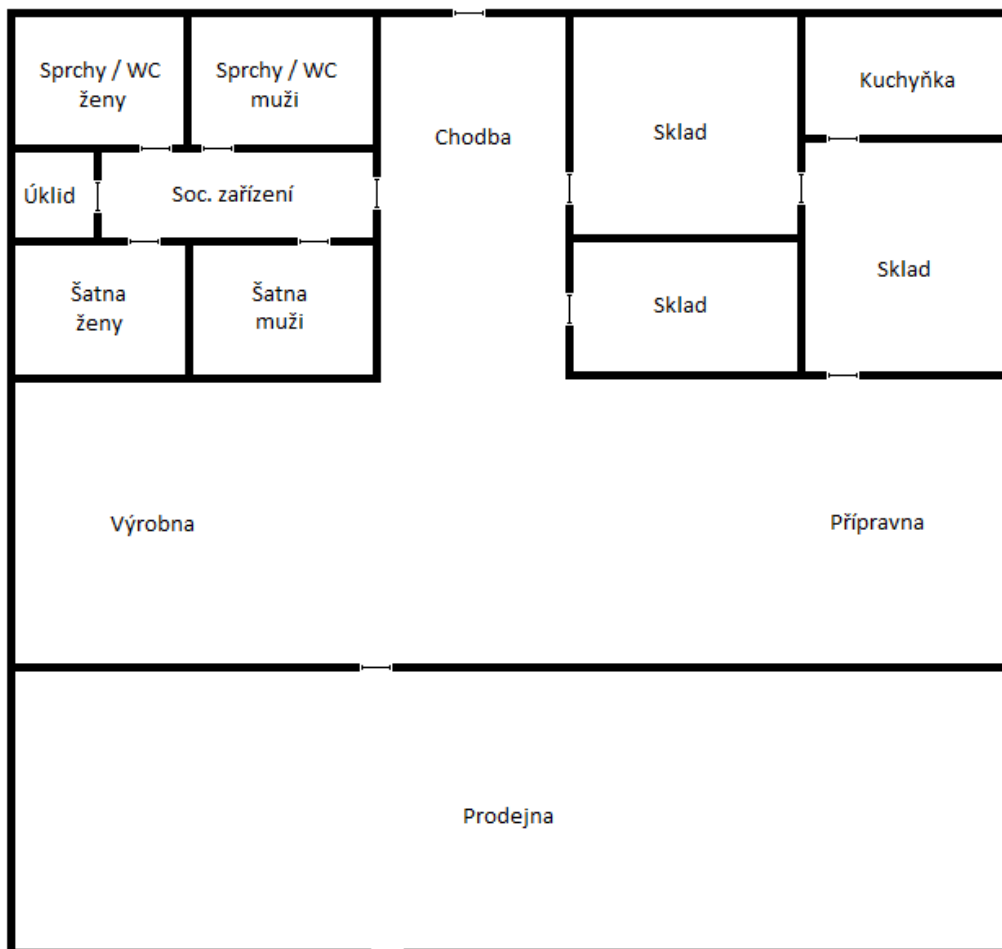 Sprchy / WC
ženy
Sprchy / WC
muži
Chodba
Sklad
Kuchyňka
Úklid
Soc. zařízení
Šatna
ženy
Šatna
muži
Sklad
Sklad
Výrobna
Přípravna
Prodejna